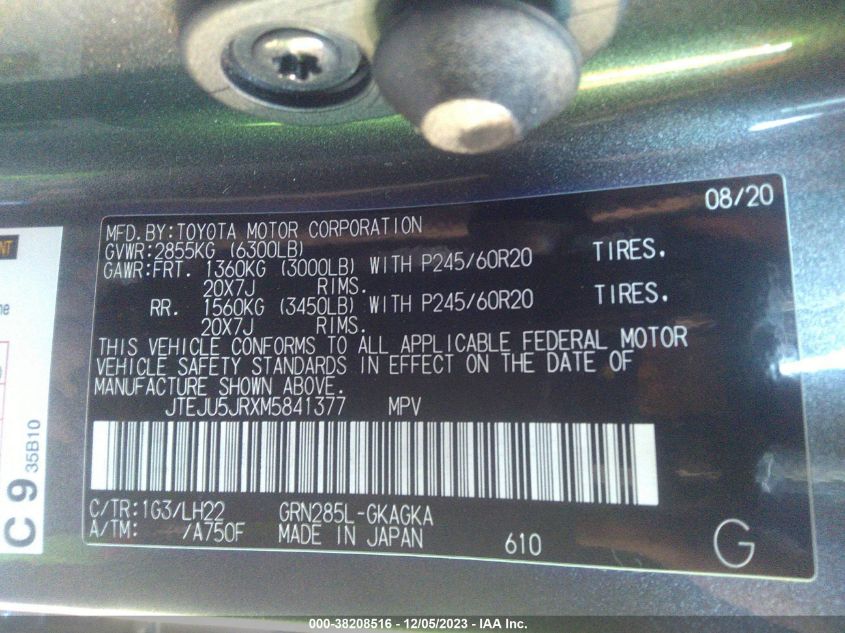 08/20
MFD.BY:TOYOTA MOTOR CORPORATION
GVWR:2855KG (6300LB)
GAWR:FRT. 1360KG (3000LB) WITH P245/60R20 TIRES.
20X7J RIMS.
RR. 1560KG (3450LB) WITH P245/60R20 TIRES.
20X7J RIMS.
THIS VEHICLE CONFORMS TO ALL APPLICABLE FEDERAL MOTOR
VEHICLE SAFETY STANDARDS IN EFFECT ON THE DATE OF
MANUFACTURE SHOWN ABOVE.
JTEJU5JRXM5841377 MPV
C/TR:1G3/LH22 GRN285L-GKAGKA
A/TM: /A750F MADE IN JAPAN 610 G
C 9 35B10
000-38208516 - 12/05/2023 - IAA Inc.